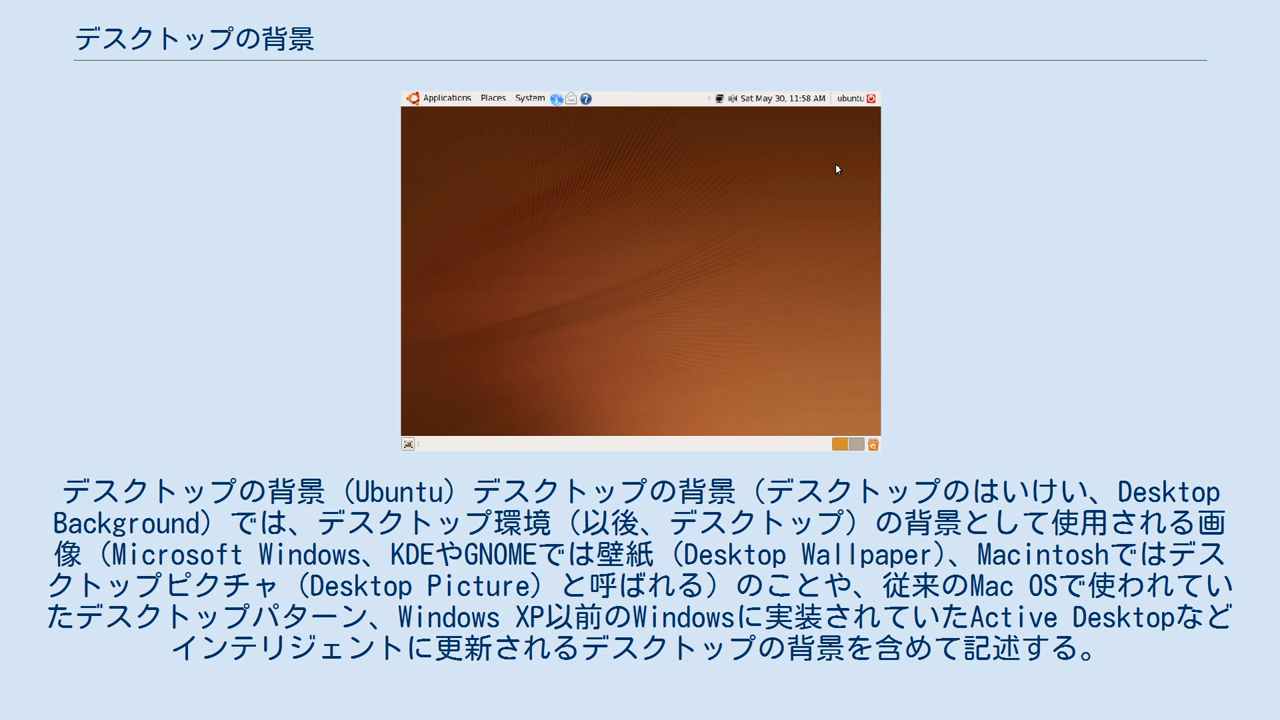 デスクトップの背景
Applications Places System Sat May 30, 11:58 AM ubuntu
デスクトップの背景（Ubuntu）デスクトップの背景（デスクトップのはいけい、Desktop
Background）では、デスクトップ環境（以後、デスクトップ）の背景として使用される画
像（Microsoft Windows、KDEやGNOMEでは壁紙（Desktop Wallpaper）、Macintoshではデス
クトップピクチャ（Desktop Picture）と呼ばれる）のことや、従来のMac OSで使われてい
たデスクトップパターン、Windows XP以前のWindowsに実装されていたActive Desktopなど
インテリジェントに更新されるデスクトップの背景を含めて記述する。